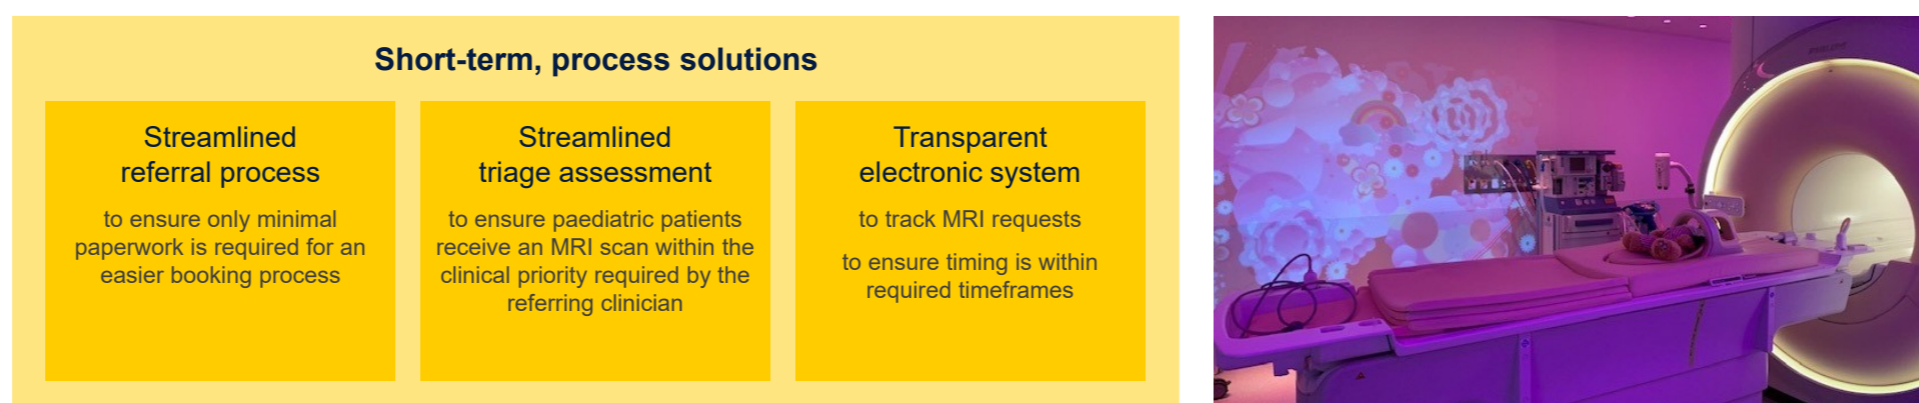 Short-term, process solutions
Streamlined
referral process
to ensure only minimal
paperwork is required for an
easier booking process
Streamlined
triage assessment
to ensure paediatric patients
receive an MRI scan within the
clinical priority required by the
referring clinician
Transparent
electronic system
to track MRI requests
to ensure timing is within
required timeframes